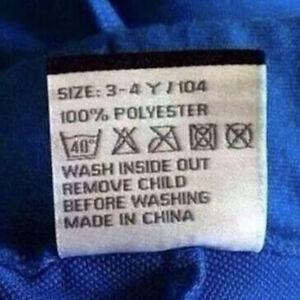 SIZE: 3-4 Y / 104
100% POLYESTER
40°
WASH INSIDE OUT
REMOVE CHILD
BEFORE WASHING
MADE IN CHINA